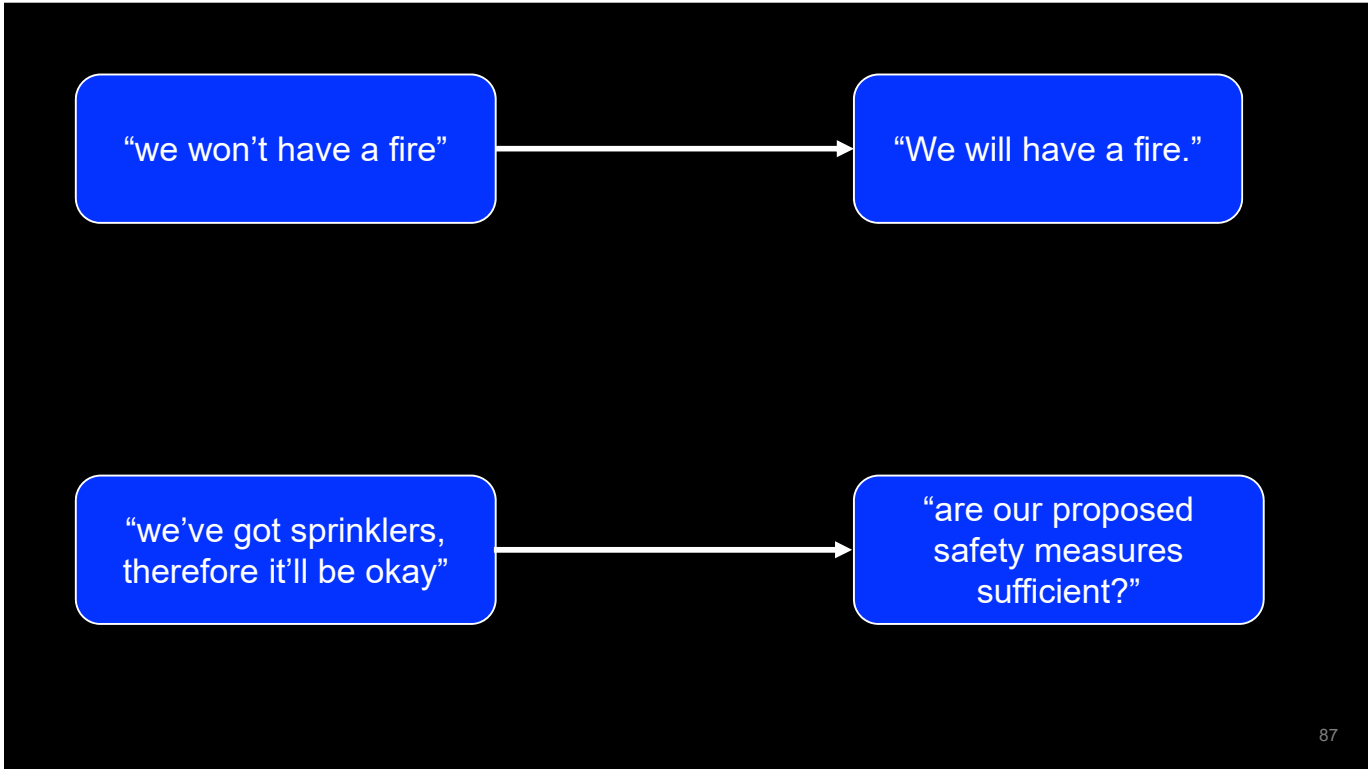 “we won’t have a fire”
“We will have a fire.”
“we’ve got sprinklers,
therefore it’ll be okay”
“are our proposed
safety measures
sufficient?”
87